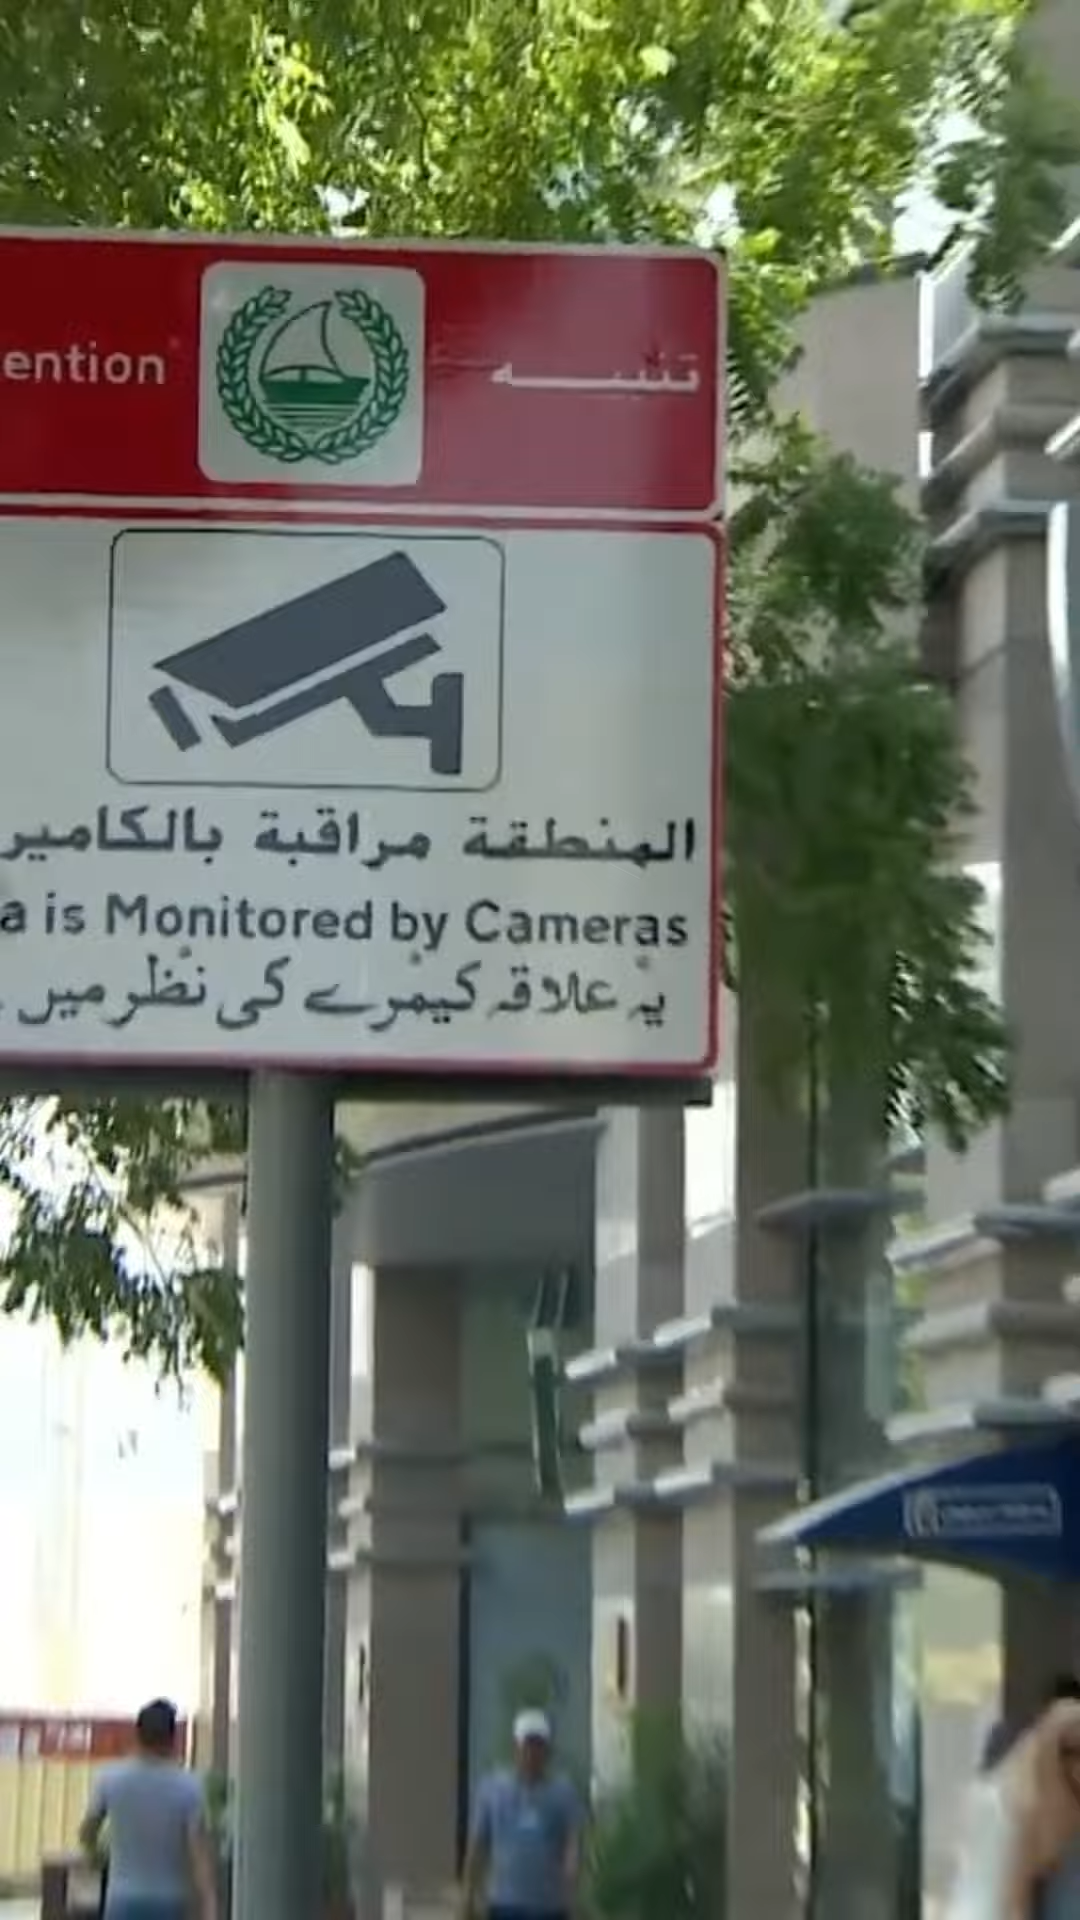 ention تنبيه
المنطقة مراقبة بالكامير
a is Monitored by Cameras
یہ علاقہ کیمرے کی نظر میں